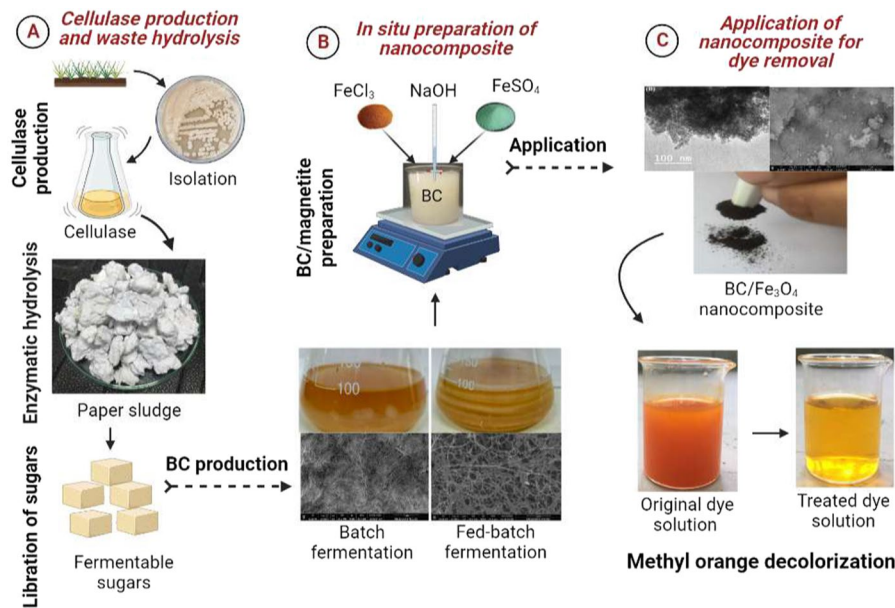 A
Cellulase production
and waste hydrolysis
Cellulase
production
Isolation
Cellulase
Enzymatic hydrolysis
Paper sludge
Libration of sugars
Fermentable
sugars
BC production
B
In situ preparation of
nanocomposite
FeCl₃
NaOH
FeSO₄
BC
BC/magnetite
preparation
Application
100
100
Batch
fermentation
Fed-batch
fermentation
C
Application of
nanocomposite for
dye removal
100 nm
BC/Fe₃O₄
nanocomposite
Original dye
solution
Treated dye
solution
Methyl orange decolorization